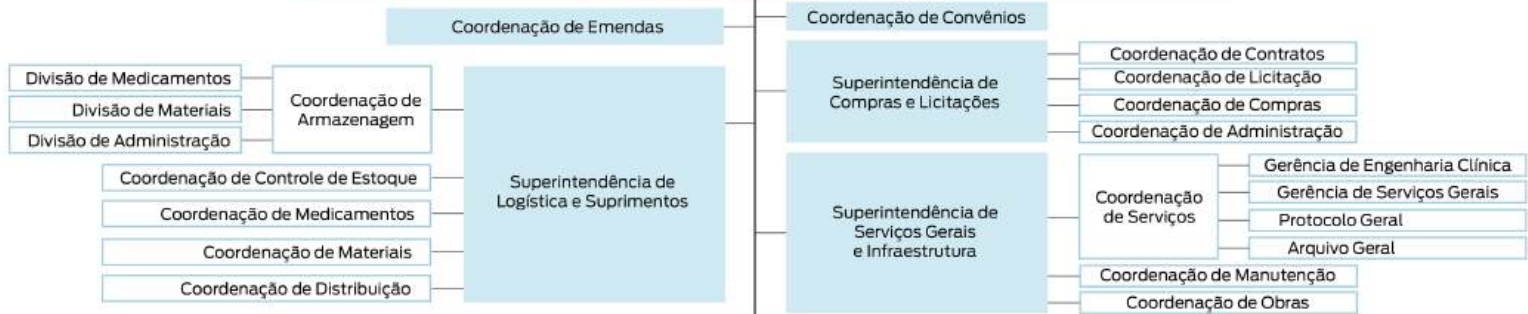 Coordenação de Emendas
Coordenação de Convênios
Divisão de Medicamentos
Divisão de Materiais
Divisão de Administração
Coordenação de
Armazenagem
Coordenação de Controle de Estoque
Coordenação de Medicamentos
Coordenação de Materiais
Coordenação de Distribuição
Superintendência de
Logística e Suprimentos
Superintendência de
Compras e Licitações
Coordenação de Contratos
Coordenação de Licitação
Coordenação de Compras
Coordenação de Administração
Superintendência de
Serviços Gerais
e Infraestrutura
Coordenação
de Serviços
Gerência de Engenharia Clínica
Gerência de Serviços Gerais
Protocolo Geral
Arquivo Geral
Coordenação de Manutenção
Coordenação de Obras